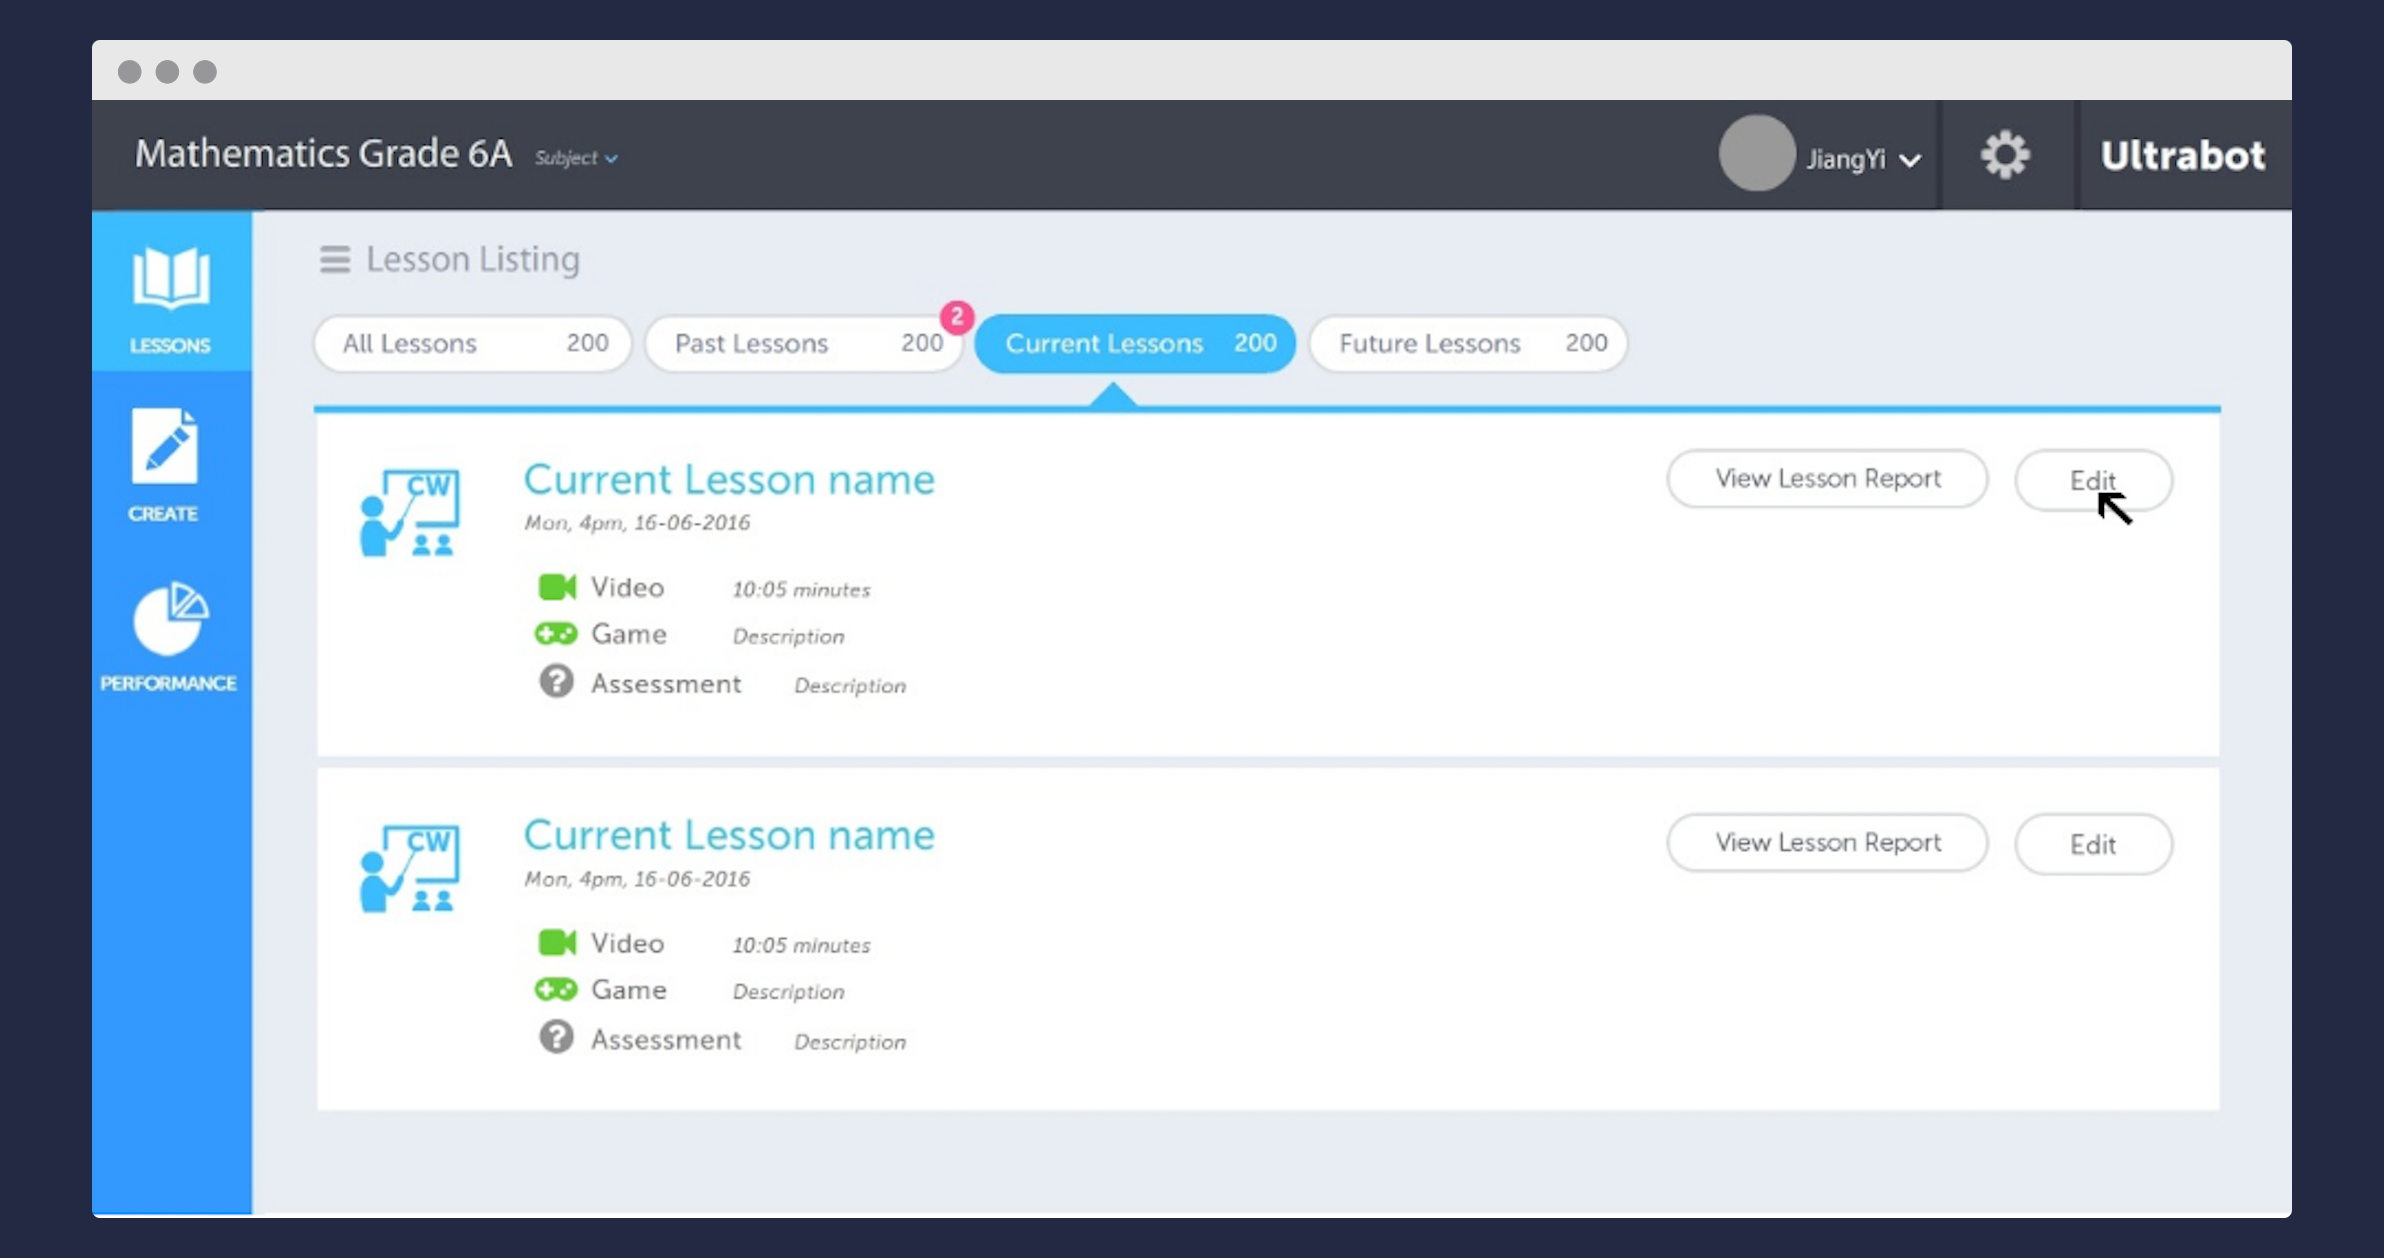 Mathematics Grade 6A Subject JiangYi Ultrabot
LESSONS
CREATE
PERFORMANCE
Lesson Listing
All Lessons 200 Past Lessons 200 2 Current Lessons 200 Future Lessons 200
CW
Current Lesson name
Mon, 4pm, 16-06-2016
View Lesson Report Edit
Video 10:05 minutes
Game Description
? Assessment Description
CW
Current Lesson name
Mon, 4pm, 16-06-2016
View Lesson Report Edit
Video 10:05 minutes
Game Description
? Assessment Description